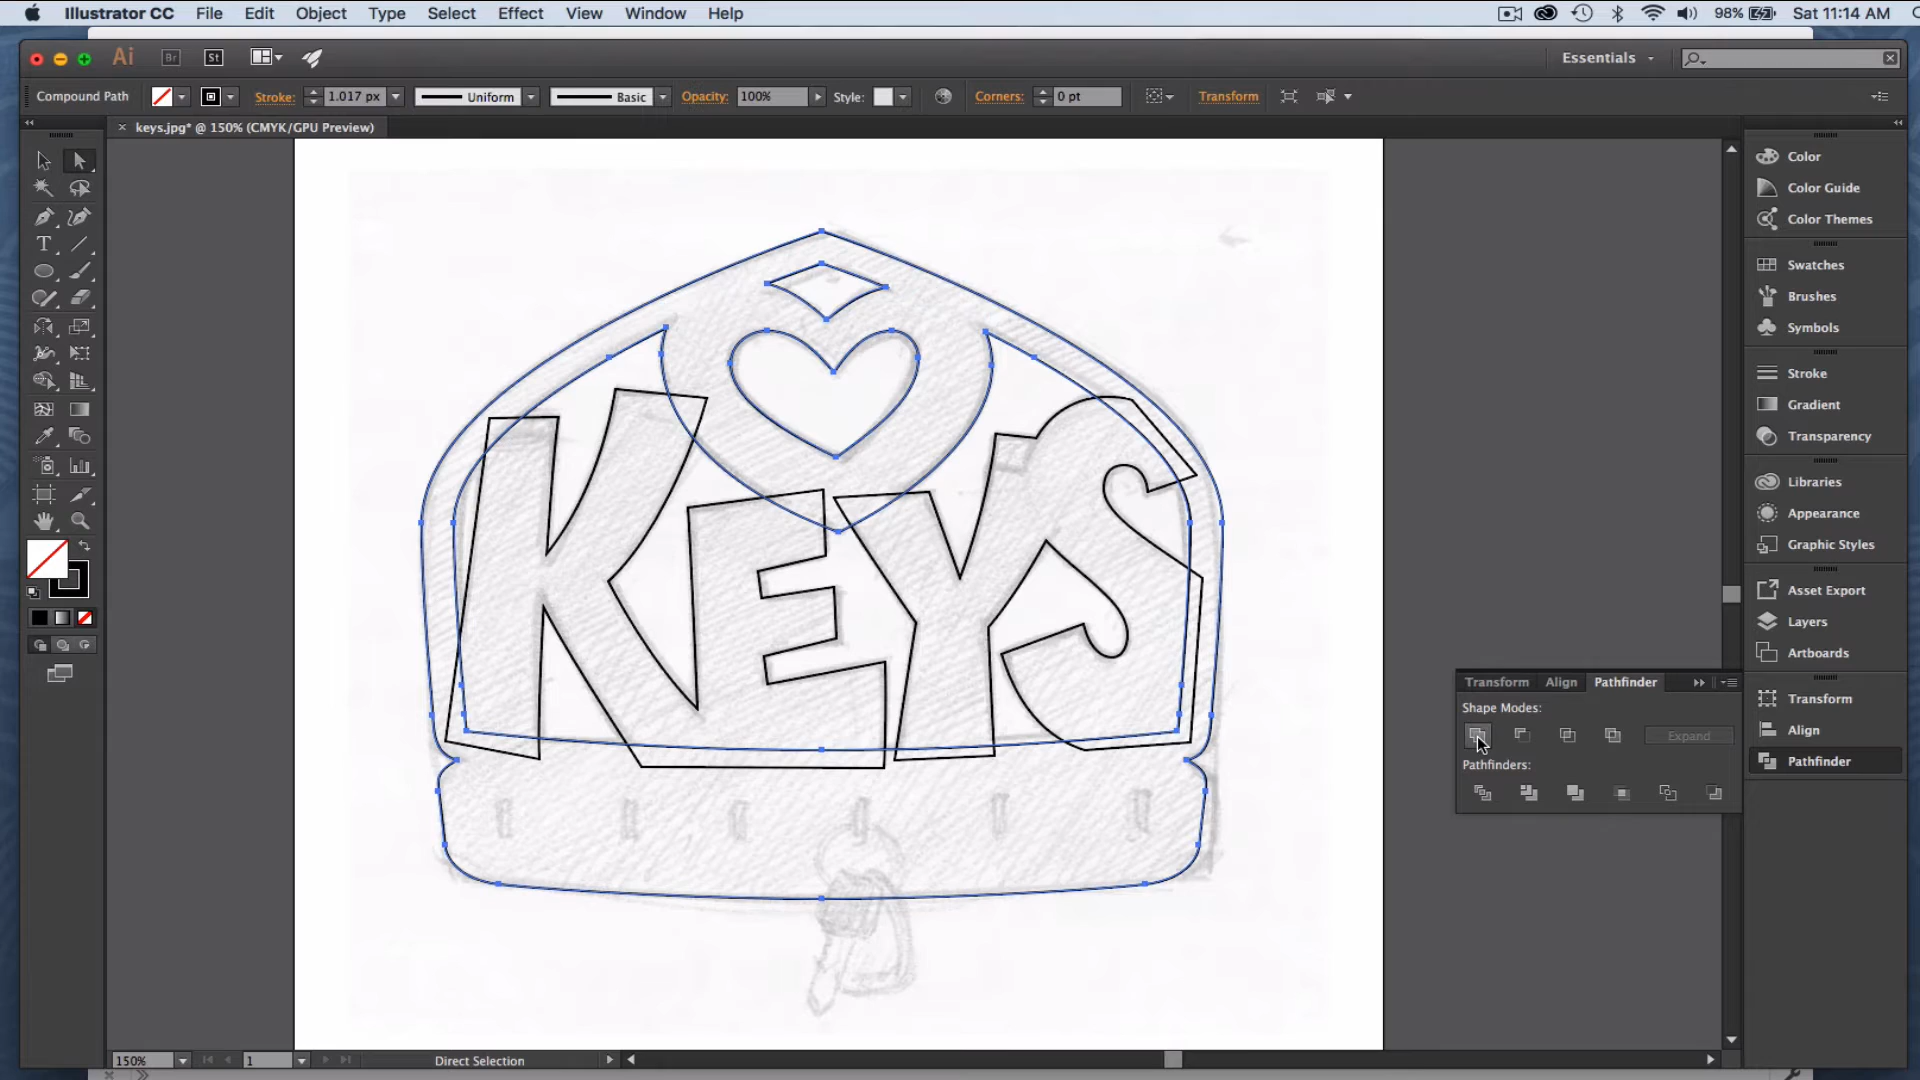 Illustrator CC File Edit Object Type Select Effect View Window Help 98% Sat 11:14 AM
Ai Br St Essentials
Compound Path Stroke: 1.017 px Uniform Basic Opacity: 100% Style: Corners: 0 pt Transform
× keys.jpg* @ 150% (CMYK/GPU Preview)
Color
Color Guide
Color Themes
Swatches
Brushes
Symbols
Stroke
Gradient
Transparency
Libraries
Appearance
Graphic Styles
Asset Export
Layers
Artboards
Transform
Align
Pathfinder
KEYS
Transform Align Pathfinder
Shape Modes:
Expand
Pathfinders:
150% 1 Direct Selection